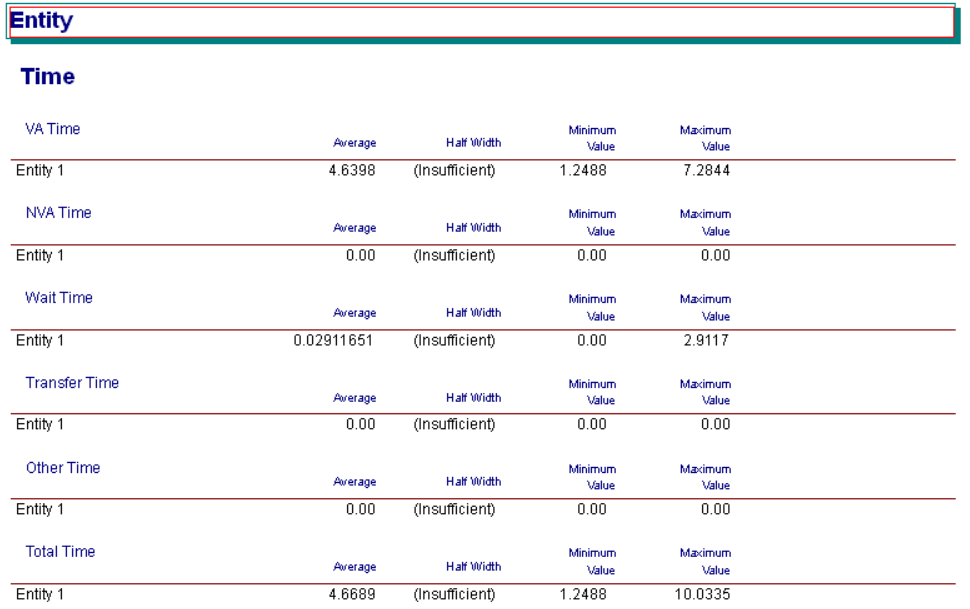 Entity
Time
VA Time Average Half Width Minimum Value Maximum Value
Entity 1 4.6398 (Insufficient) 1.2488 7.2844
NVA Time Average Half Width Minimum Value Maximum Value
Entity 1 0.00 (Insufficient) 0.00 0.00
Wait Time Average Half Width Minimum Value Maximum Value
Entity 1 0.02911651 (Insufficient) 0.00 2.9117
Transfer Time Average Half Width Minimum Value Maximum Value
Entity 1 0.00 (Insufficient) 0.00 0.00
Other Time Average Half Width Minimum Value Maximum Value
Entity 1 0.00 (Insufficient) 0.00 0.00
Total Time Average Half Width Minimum Value Maximum Value
Entity 1 4.6689 (Insufficient) 1.2488 10.0335